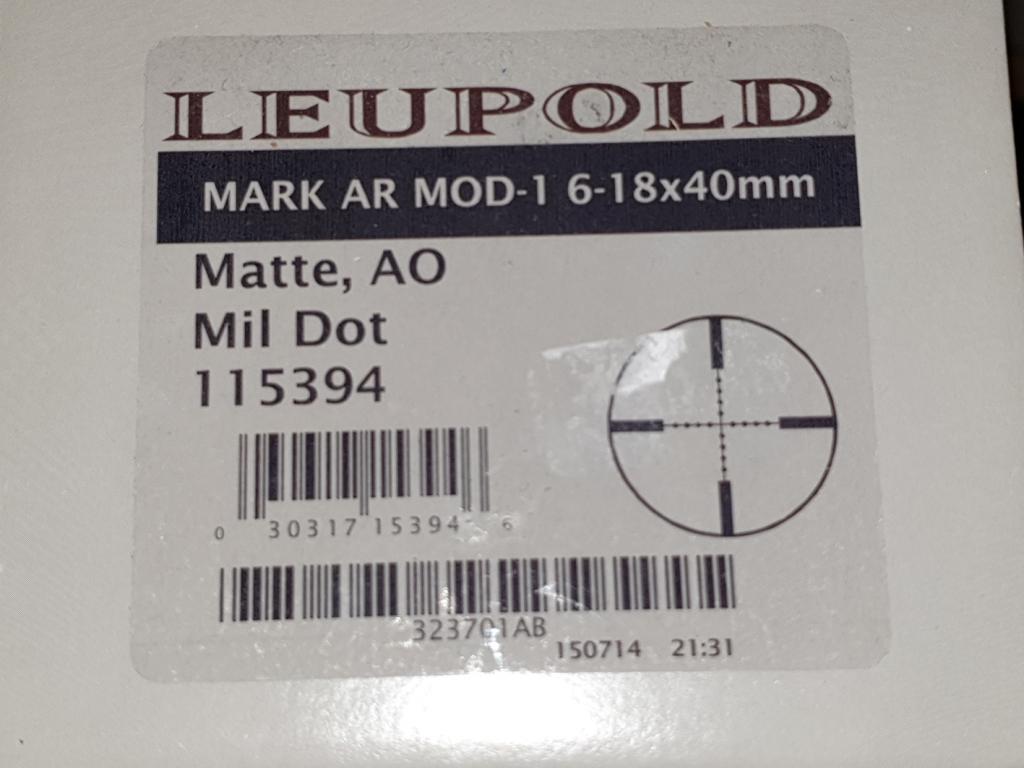 LEUPOLD
MARK AR MOD-1 6-18x40mm
Matte, AO
Mil Dot
115394
0 30317 15394 6
323701AB
150714 21:31